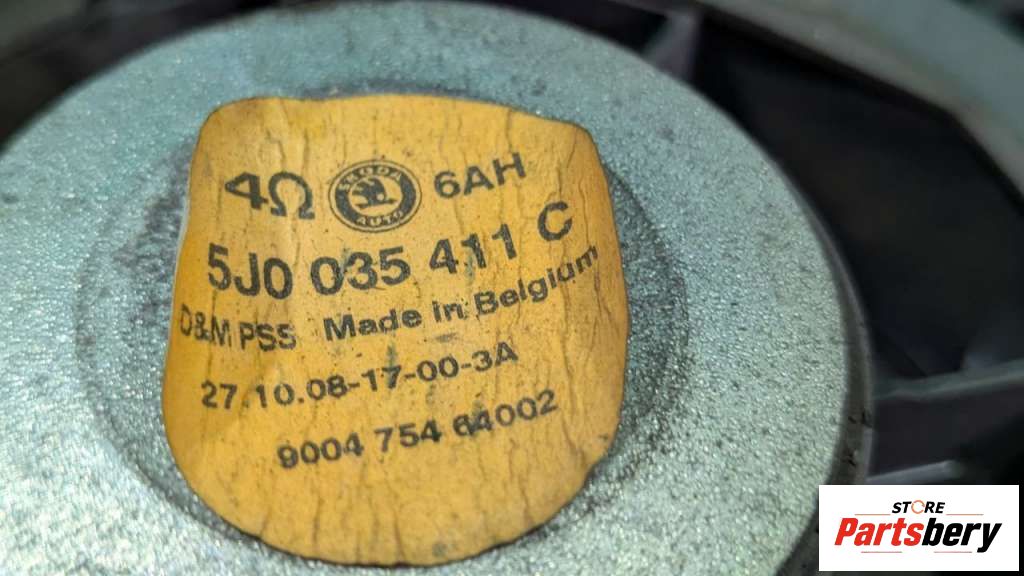 4Ω ŠKODA AUTO 6AH
5J0 035 411 C
D&M PSS Made in Belgium
27.10.08-17-00-3A
9004 754 64002
STORE
Partsbery